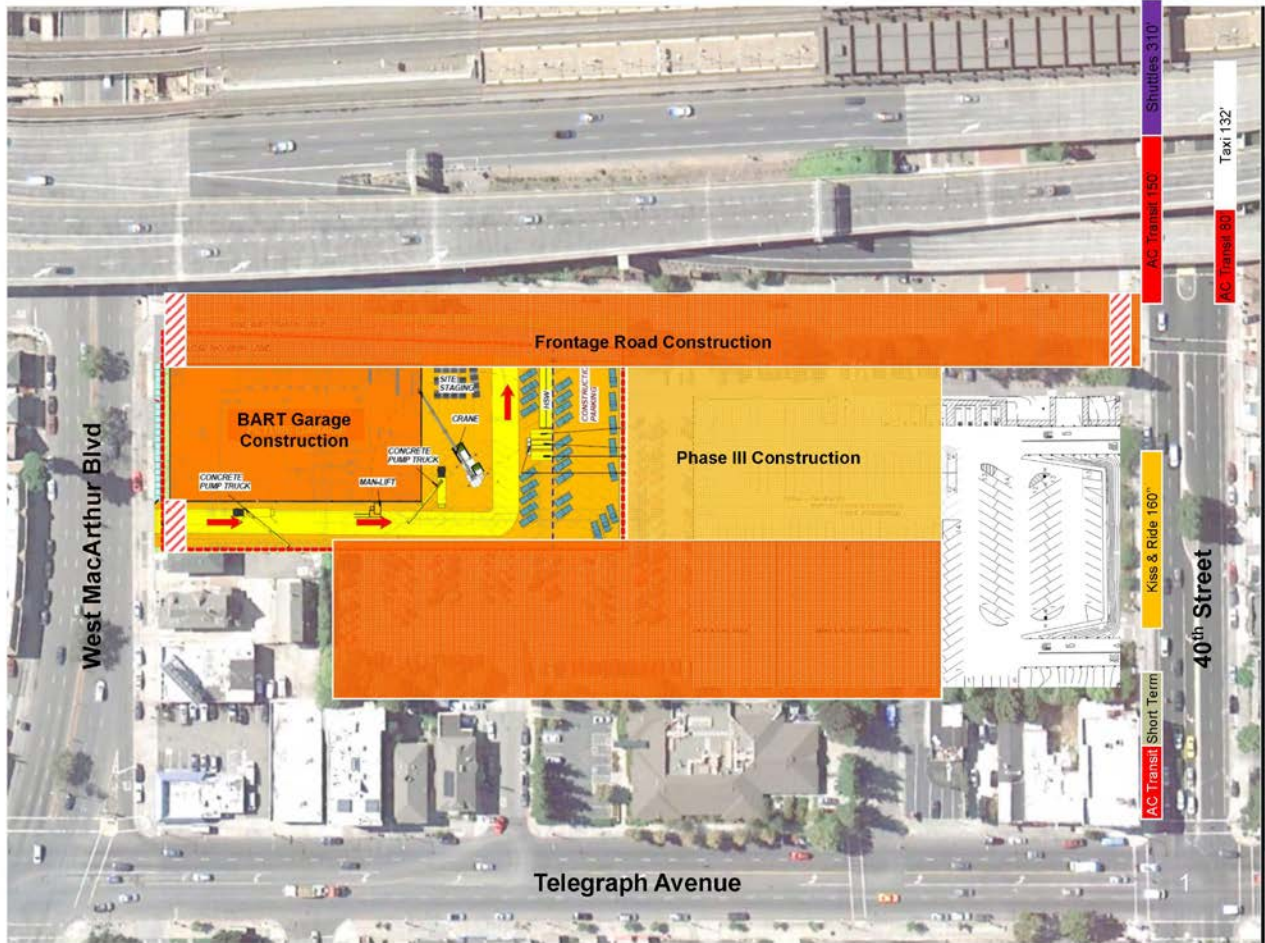 Shuttles 310'
Taxi 132'
AC Transit 150'
AC Transit 80'
Frontage Road Construction
SITE
STAGING
CONSTRUCTION
PARKING
HSW
BART Garage
Construction
CRANE
CONCRETE
PUMP TRUCK
MAN-LIFT
CONCRETE
PUMP TRUCK
Phase III Construction
Kiss & Ride 160"
West MacArthur Blvd
40th Street
Short Term
AC Transit
Telegraph Avenue
1